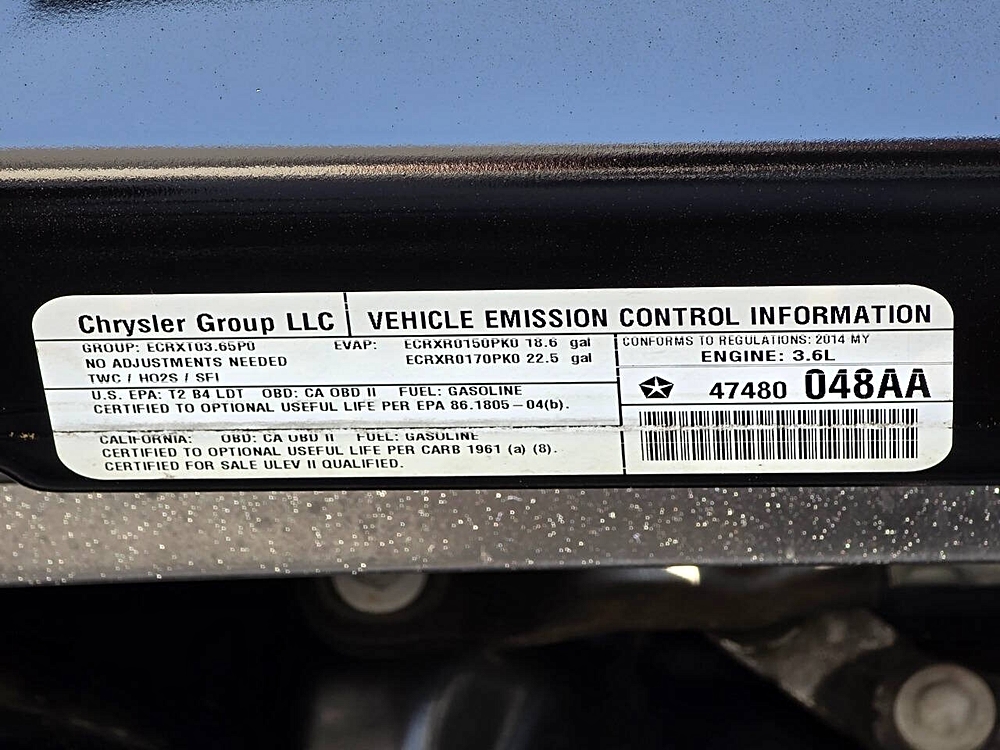 Chrysler Group LLC
VEHICLE EMISSION CONTROL INFORMATION
GROUP: ECRXT03.65P0
EVAP: ECRXR0150PK0 18.6 gal
NO ADJUSTMENTS NEEDED
ECRXR0170PK0 22.5 gal
TWC / HO2S / SFI
U.S. EPA: T2 B4 LDT OBD: CA OBD II FUEL: GASOLINE
CERTIFIED TO OPTIONAL USEFUL LIFE PER EPA 86.1805-04(b).
CALIFORNIA: OBD: CA OBD II FUEL: GASOLINE
CERTIFIED TO OPTIONAL USEFUL LIFE PER CARB 1961 (a) (8).
CERTIFIED FOR SALE ULEV II QUALIFIED.
CONFORMS TO REGULATIONS: 2014 MY
ENGINE: 3.6L
47480 048AA